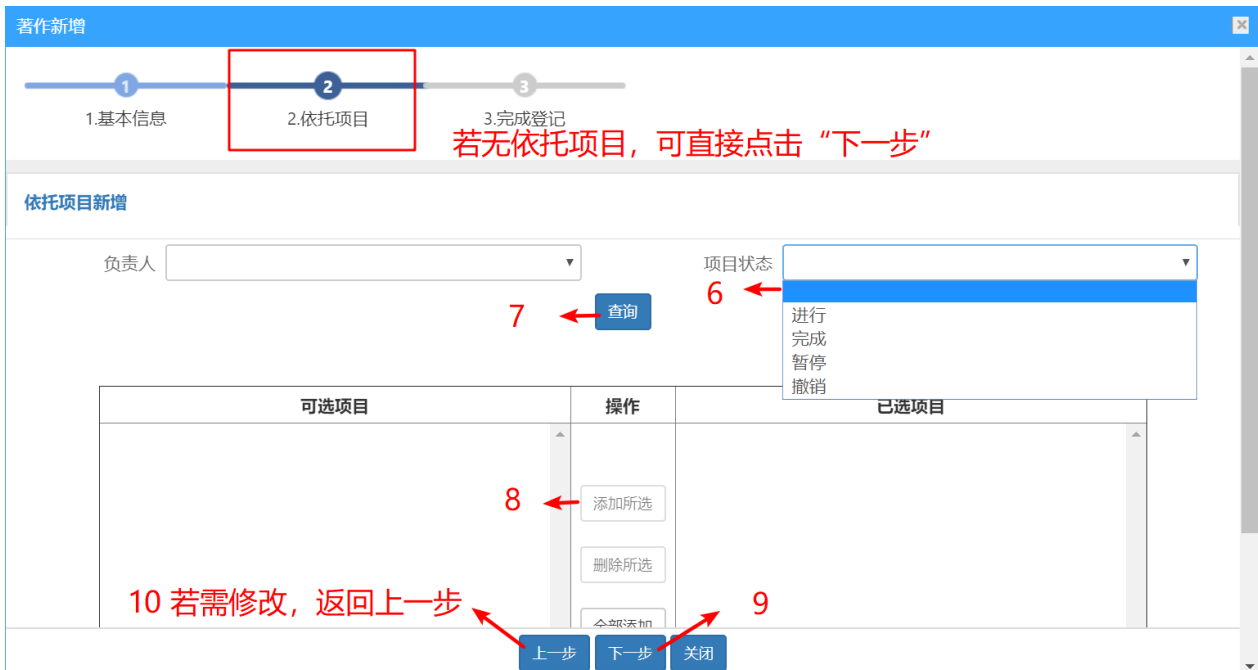 著作新增
1 2 3
1.基本信息 2.依托项目 3.完成登记
若无依托项目，可直接点击“下一步”
依托项目新增
负责人 项目状态
6
7 查询
进行
完成
暂停
撤销
可选项目 操作 已选项目
8 添加所选
删除所选
10 若需修改，返回上一步 9
全部添加
上一步 下一步 关闭